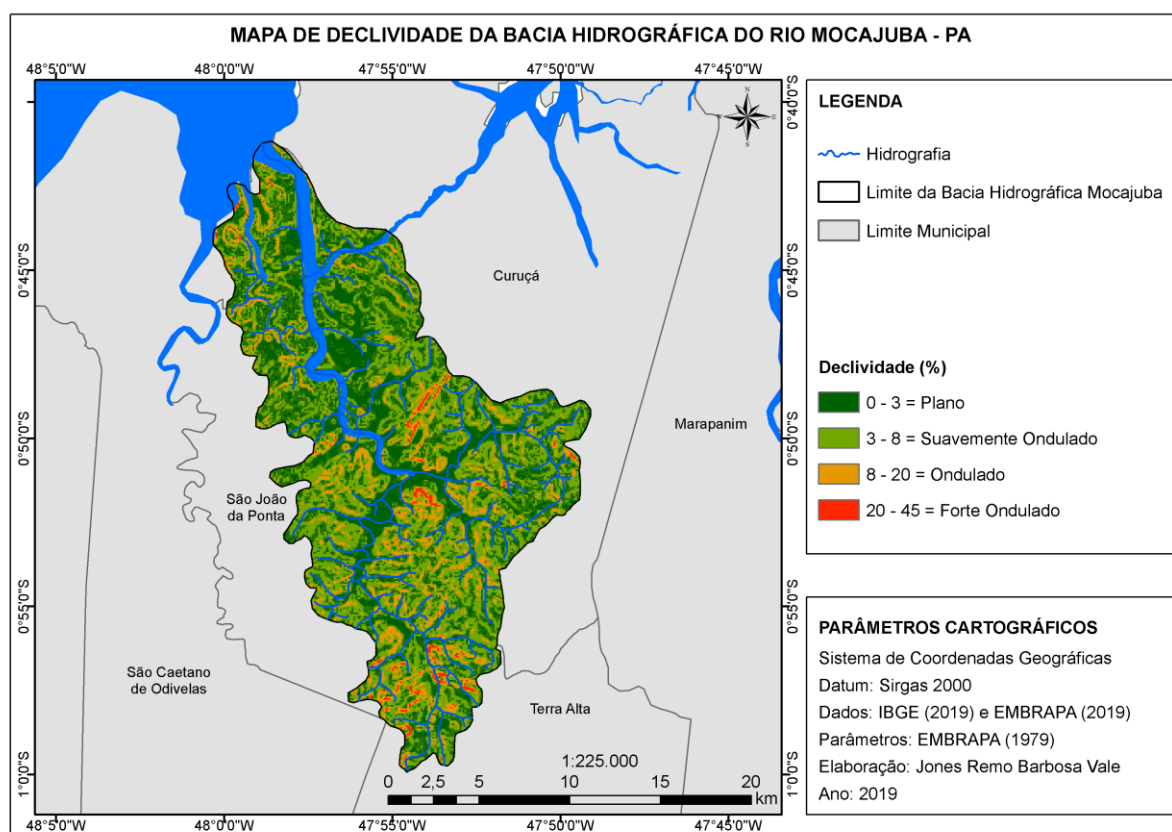 MAPA DE DECLIVIDADE DA BACIA HIDROGRÁFICA DO RIO MOCAJUBA - PA
48°5'0"W 48°0'0"W 47°55'0"W 47°50'0"W 47°45'0"W
0°40'0"S
0°45'0"S
0°50'0"S
0°55'0"S
1°0'0"S
N
Curuçá
Marapanim
São João
da Ponta
São Caetano
de Odivelas
Terra Alta
1:225.000
0 2,5 5 10 15 20
km
48°5'0"W 48°0'0"W 47°55'0"W 47°50'0"W 47°45'0"W
0°40'0"S
0°45'0"S
0°50'0"S
0°55'0"S
1°0'0"S
LEGENDA
Hidrografia
Limite da Bacia Hidrográfica Mocajuba
Limite Municipal
Declividade (%)
0 - 3 = Plano
3 - 8 = Suavemente Ondulado
8 - 20 = Ondulado
20 - 45 = Forte Ondulado
PARÂMETROS CARTOGRÁFICOS
Sistema de Coordenadas Geográficas
Datum: Sirgas 2000
Dados: IBGE (2019) e EMBRAPA (2019)
Parâmetros: EMBRAPA (1979)
Elaboração: Jones Remo Barbosa Vale
Ano: 2019